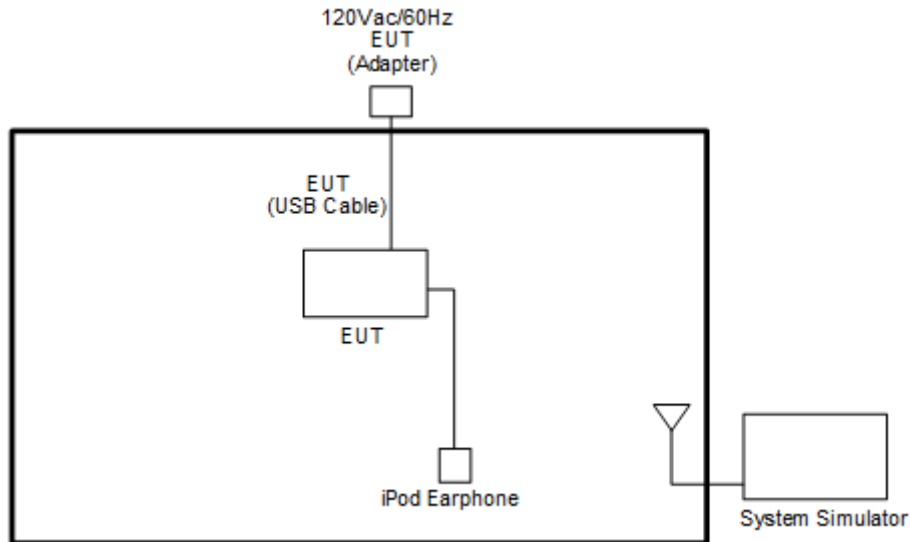 120Vac/60Hz
EUT
(Adapter)
EUT
(USB Cable)
EUT
iPod Earphone
System Simulator